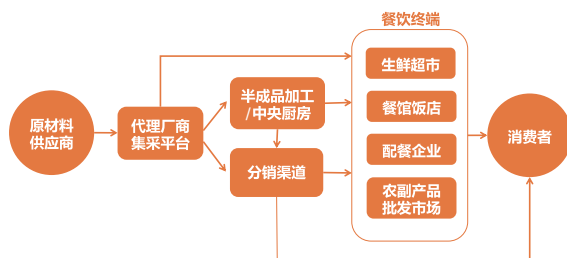 餐饮终端
原材料
供应商
代理厂商
集采平台
半成品加工
/中央厨房
分销渠道
生鲜超市
餐馆饭店
配餐企业
农副产品
批发市场
消费者